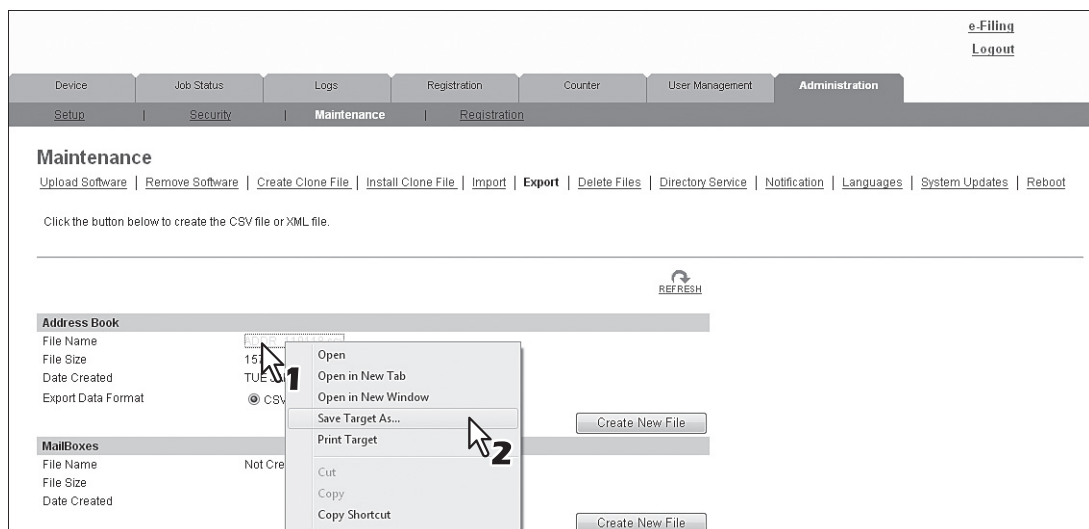 e-Filing
Logout
Device Job Status Logs Registration Counter User Management Administration
Setup | Security | Maintenance | Registration
Maintenance
Upload Software | Remove Software | Create Clone File | Install Clone File | Import | Export | Delete Files | Directory Service | Notification | Languages | System Updates | Reboot
Click the button below to create the CSV file or XML file.
REFRESH
Address Book
File Name
File Size
Date Created TUE
Export Data Format CSV
Create New File
1
Open
Open in New Tab
Open in New Window
Save Target As...
Print Target
Cut
Copy
Copy Shortcut
2
MailBoxes
File Name Not Cre
File Size
Date Created
Create New File